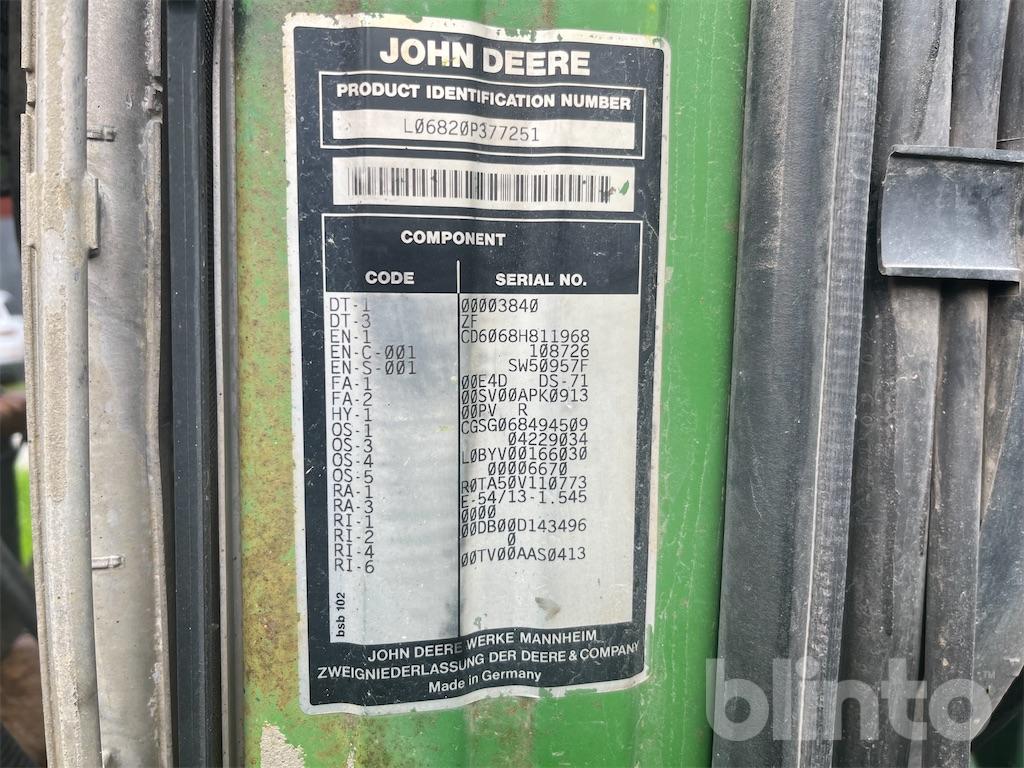 JOHN DEERE
PRODUCT IDENTIFICATION NUMBER
L06820P377251
COMPONENT
CODE SERIAL NO.
DT-1 00003840
DT-3 ZF
EN-1 CD6068H811968
EN-C-001 108726
EN-S-001 SW50957F
FA-1 00E4D DS-71
FA-2 00SV00APK0913
HY-1 00PV R
OS-1 CGSG068494509
OS-3 04229034
OS-4 L0BYV00166030
OS-5 00006670
RA-1 R0TA50V110773
RA-3 E-54/13-1.545
RI-1 0000
RI-2 00DB00D143496
RI-4 0
RI-6 00TV00AAS0413
bsb 102
JOHN DEERE WERKE MANNHEIM
ZWEIGNIEDERLASSUNG DER DEERE & COMPANY
Made in Germany
blinto